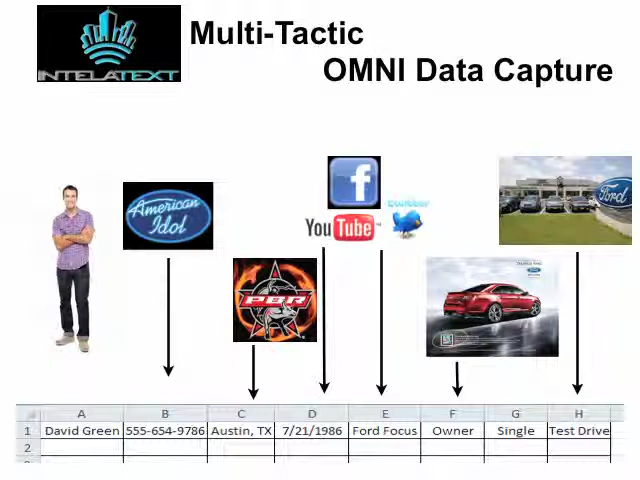 Multi-Tactic
INTELATEXT
OMNI Data Capture
American
Idol
f
YouTube
twitter
Ford
PBR
A B C D E F G H
1 David Green 555-654-9786 Austin, TX 7/21/1986 Ford Focus Owner Single Test Drive
2